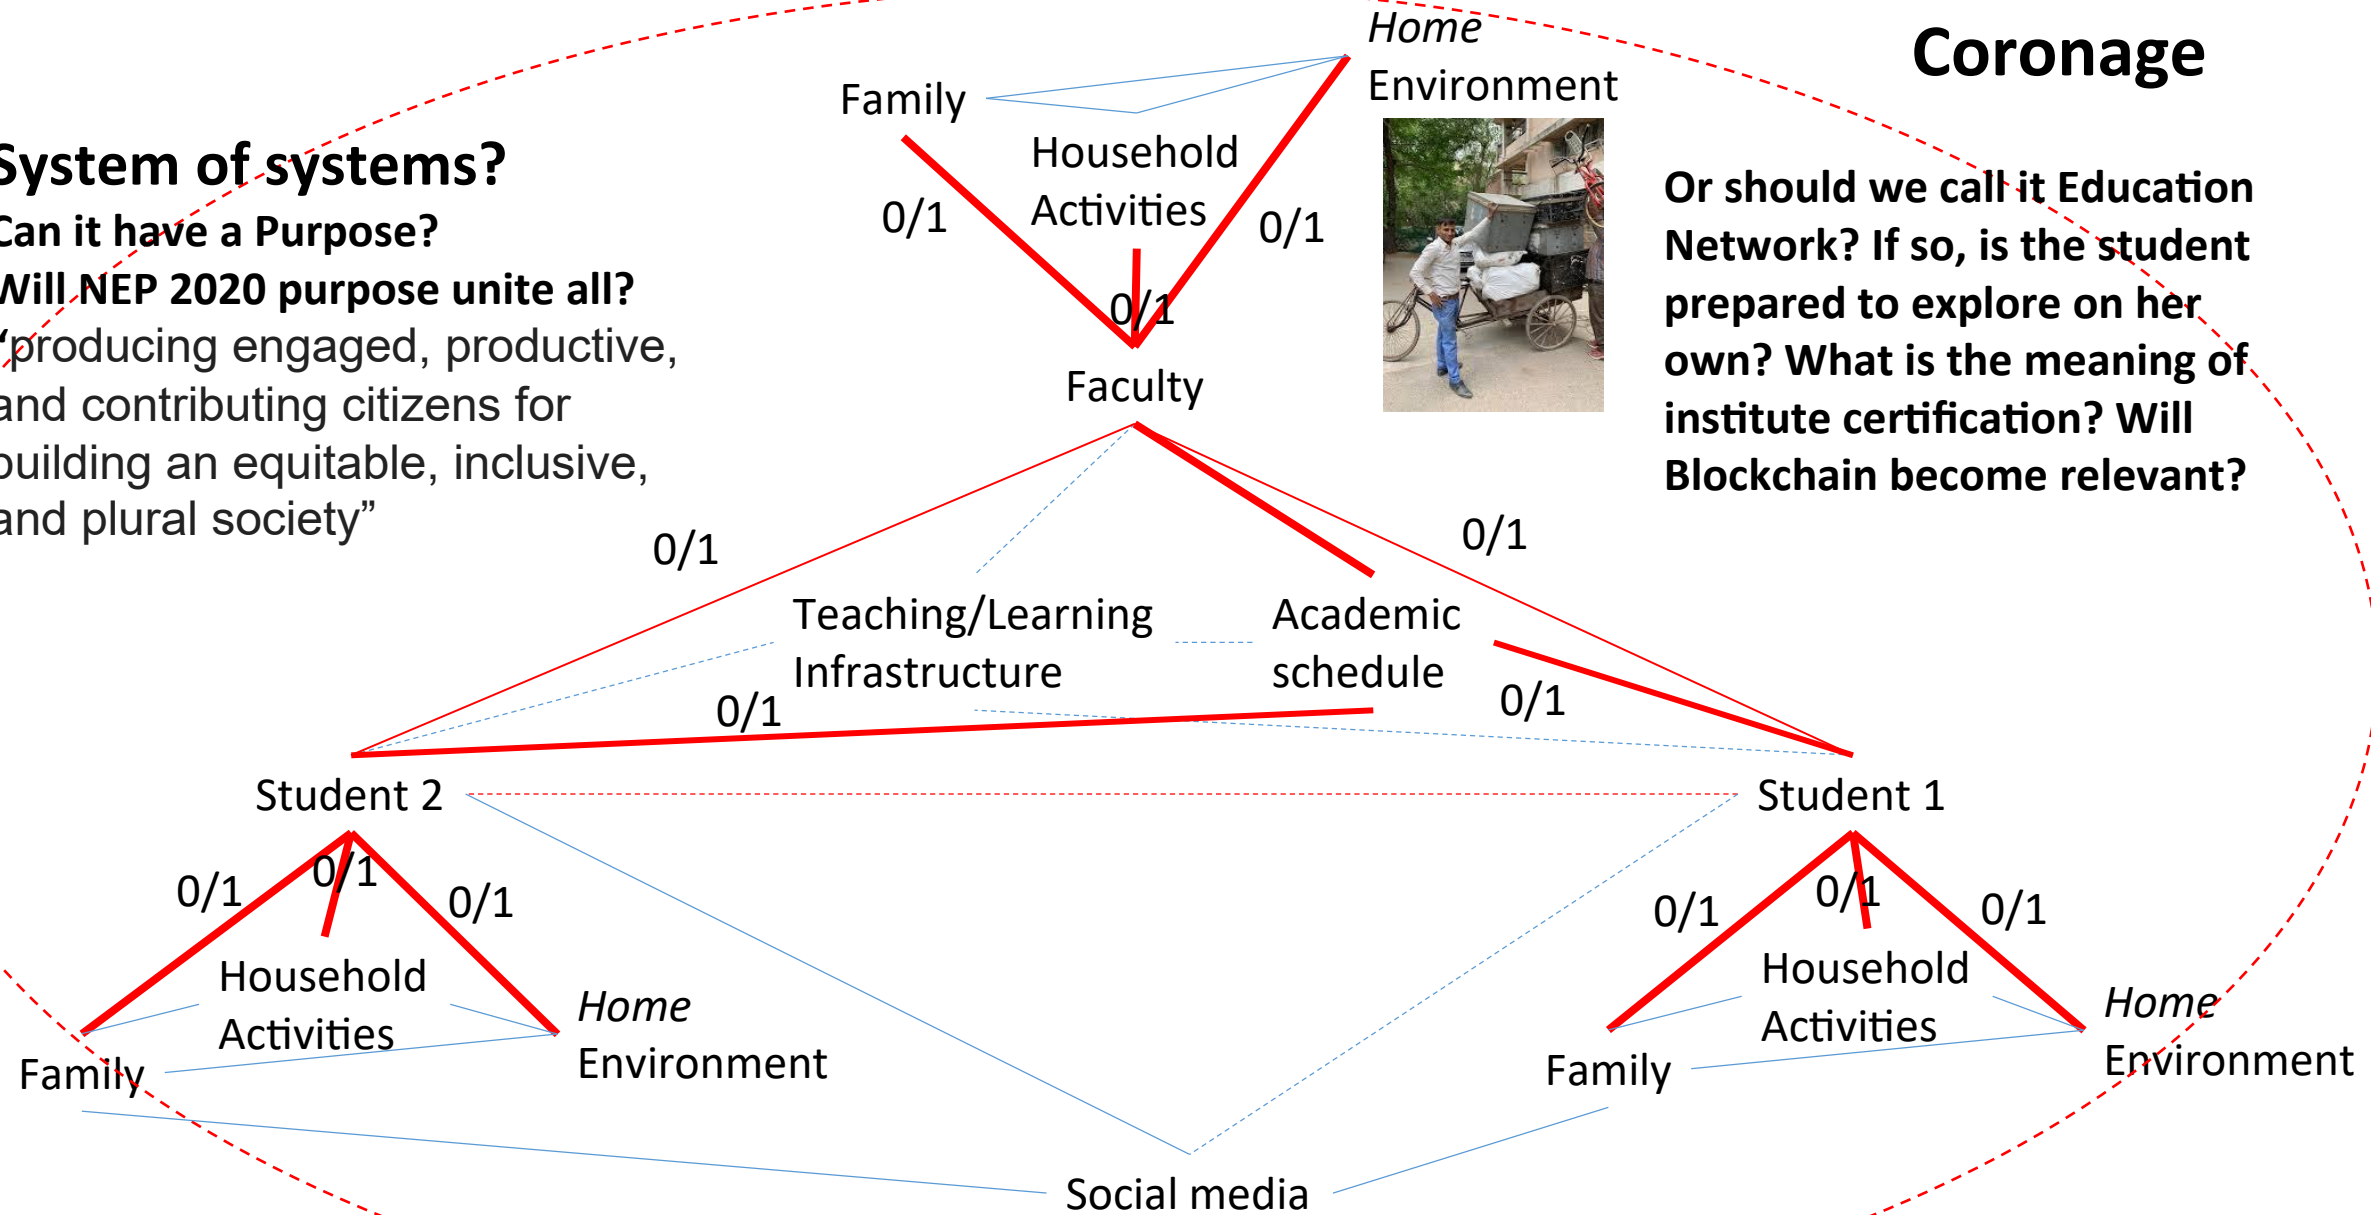 Coronage
Home
Environment
Family
Household
Activities
0/1
0/1
0/1
Faculty
System of systems?
Can it have a Purpose?
Will NEP 2020 purpose unite all?
“producing engaged, productive,
and contributing citizens for
building an equitable, inclusive,
and plural society”
Or should we call it Education
Network? If so, is the student
prepared to explore on her
own? What is the meaning of
institute certification? Will
Blockchain become relevant?
0/1
0/1
Teaching/Learning
Infrastructure
Academic
schedule
0/1
0/1
Student 2
Student 1
0/1
0/1
0/1
0/1
0/1
0/1
Household
Activities
Home
Environment
Family
Household
Activities
Home
Environment
Family
Social media